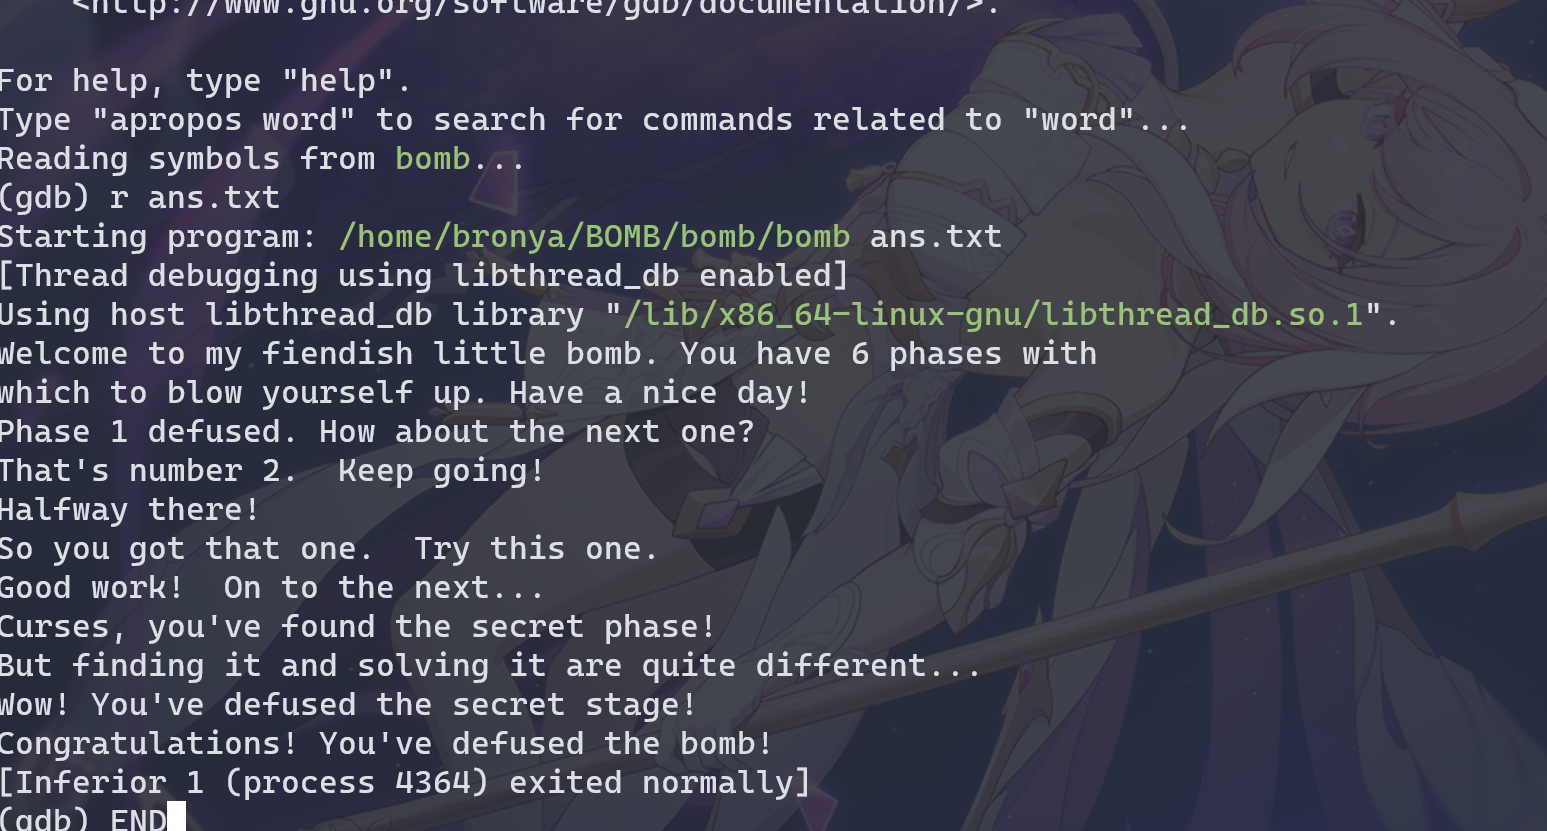 <http://www.gnu.org/software/gdb/documentation/>.
For help, type "help".
Type "apropos word" to search for commands related to "word"...
Reading symbols from bomb...
(gdb) r ans.txt
Starting program: /home/bronya/BOMB/bomb/bomb ans.txt
[Thread debugging using libthread_db enabled]
Using host libthread_db library "/lib/x86_64-linux-gnu/libthread_db.so.1".
Welcome to my fiendish little bomb. You have 6 phases with
which to blow yourself up. Have a nice day!
Phase 1 defused. How about the next one?
That's number 2.  Keep going!
Halfway there!
So you got that one.  Try this one.
Good work!  On to the next...
Curses, you've found the secret phase!
But finding it and solving it are quite different...
Wow! You've defused the secret stage!
Congratulations! You've defused the bomb!
[Inferior 1 (process 4364) exited normally]
(gdb) END